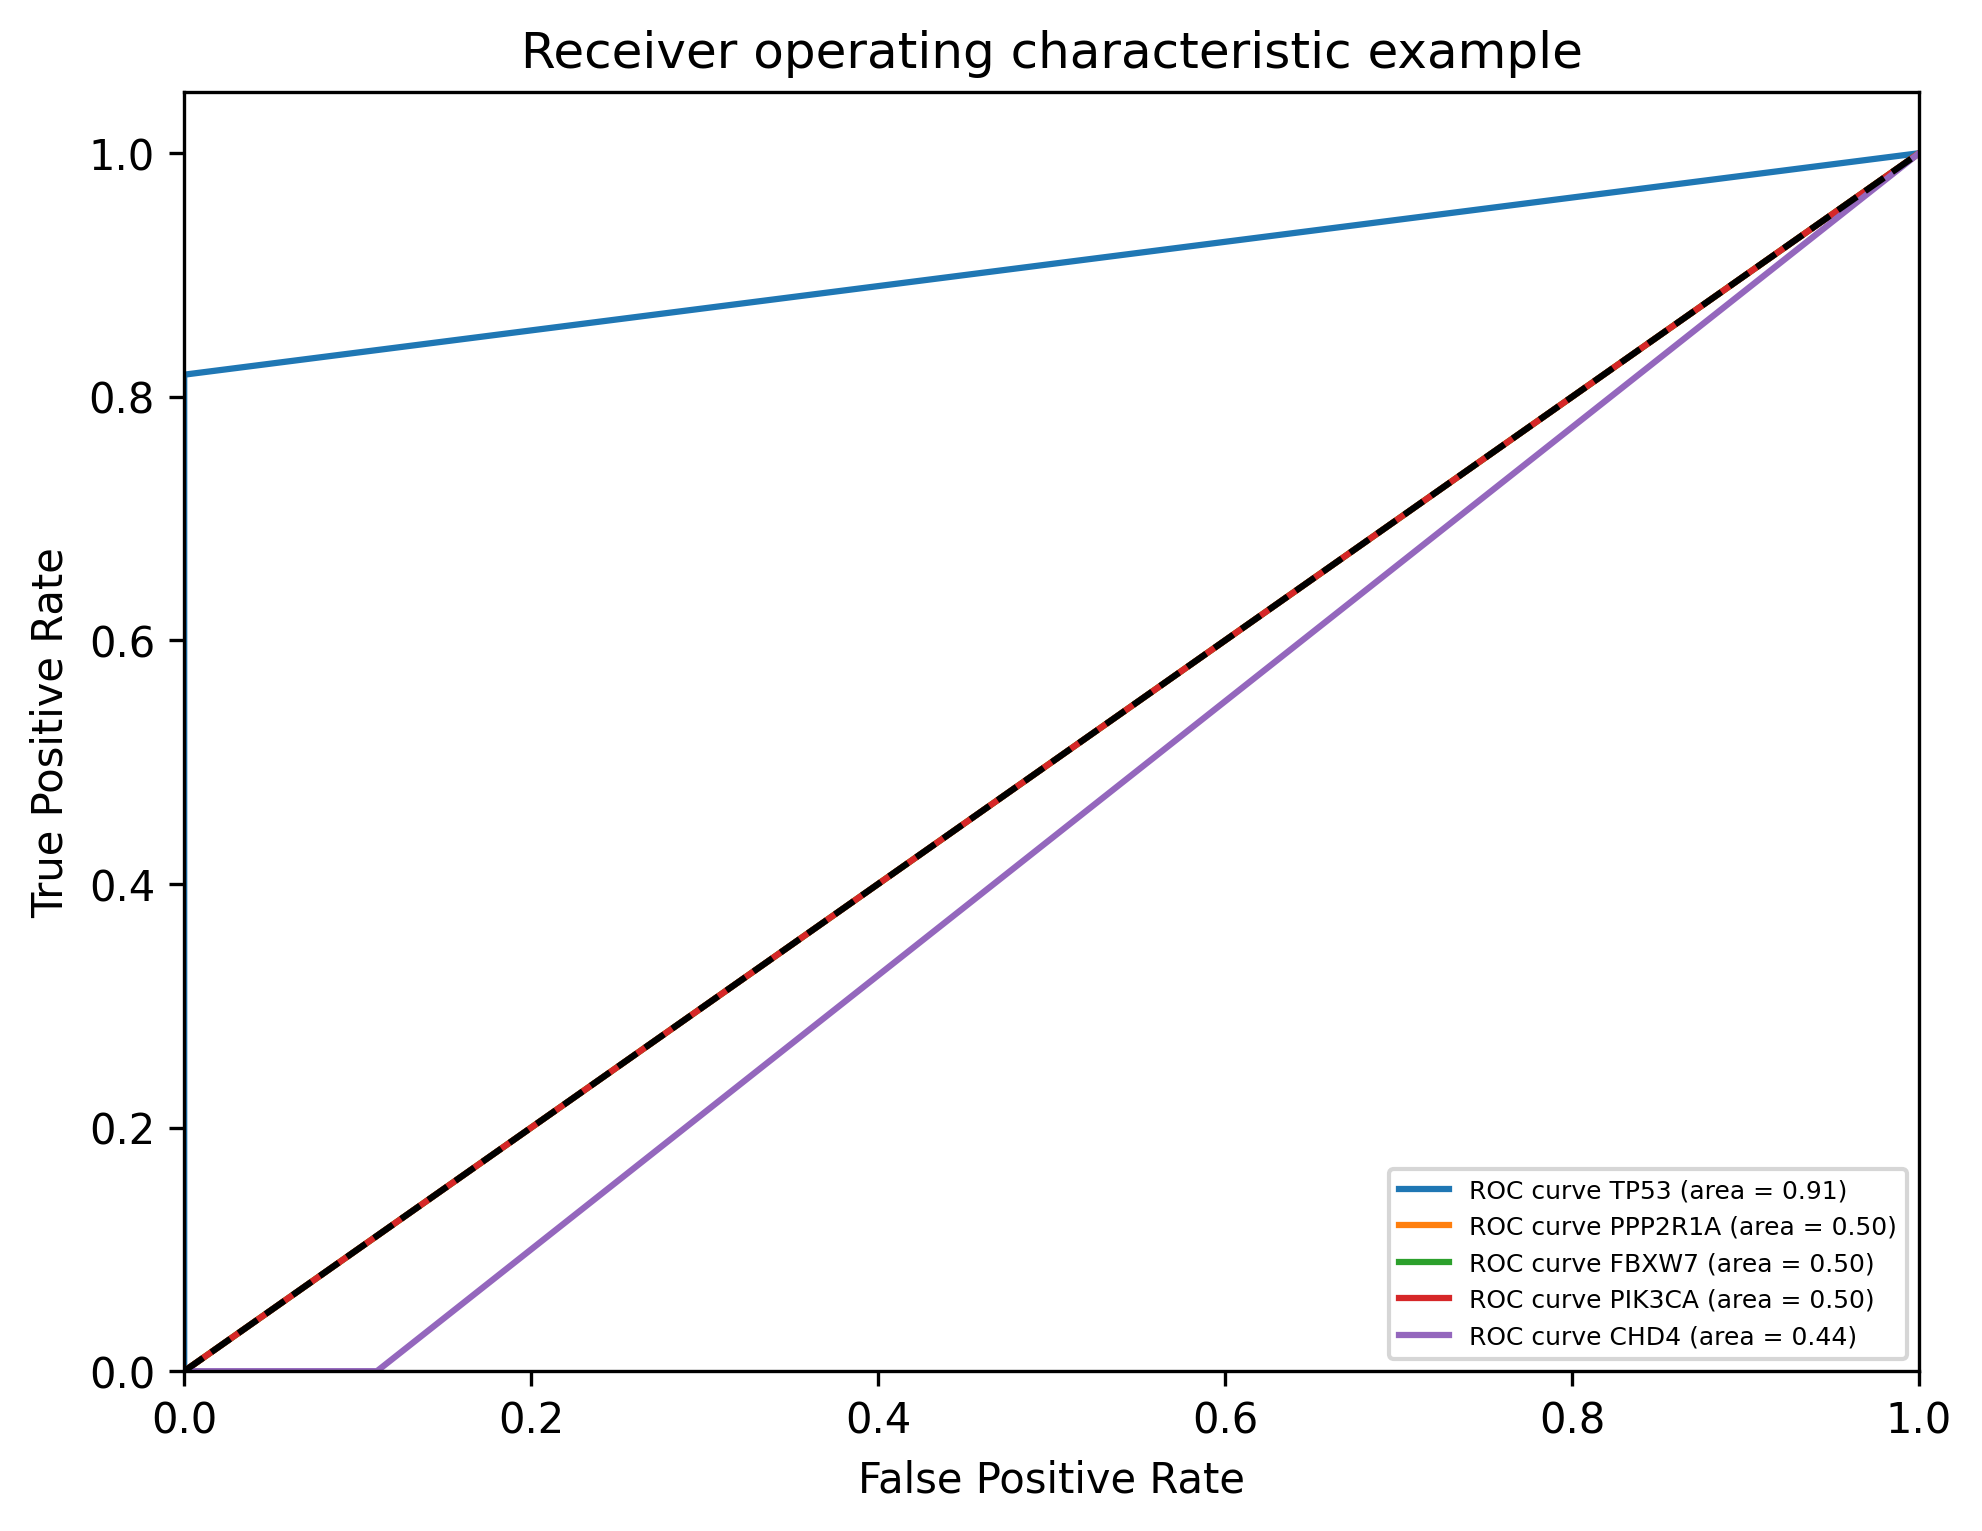 Receiver operating characteristic example
True Positive Rate
1.0
0.8
0.6
0.4
0.2
0.0
ROC curve TP53 (area = 0.91)
ROC curve PPP2R1A (area = 0.50)
ROC curve FBXW7 (area = 0.50)
ROC curve PIK3CA (area = 0.50)
ROC curve CHD4 (area = 0.44)
0.0 0.2 0.4 0.6 0.8 1.0
False Positive Rate